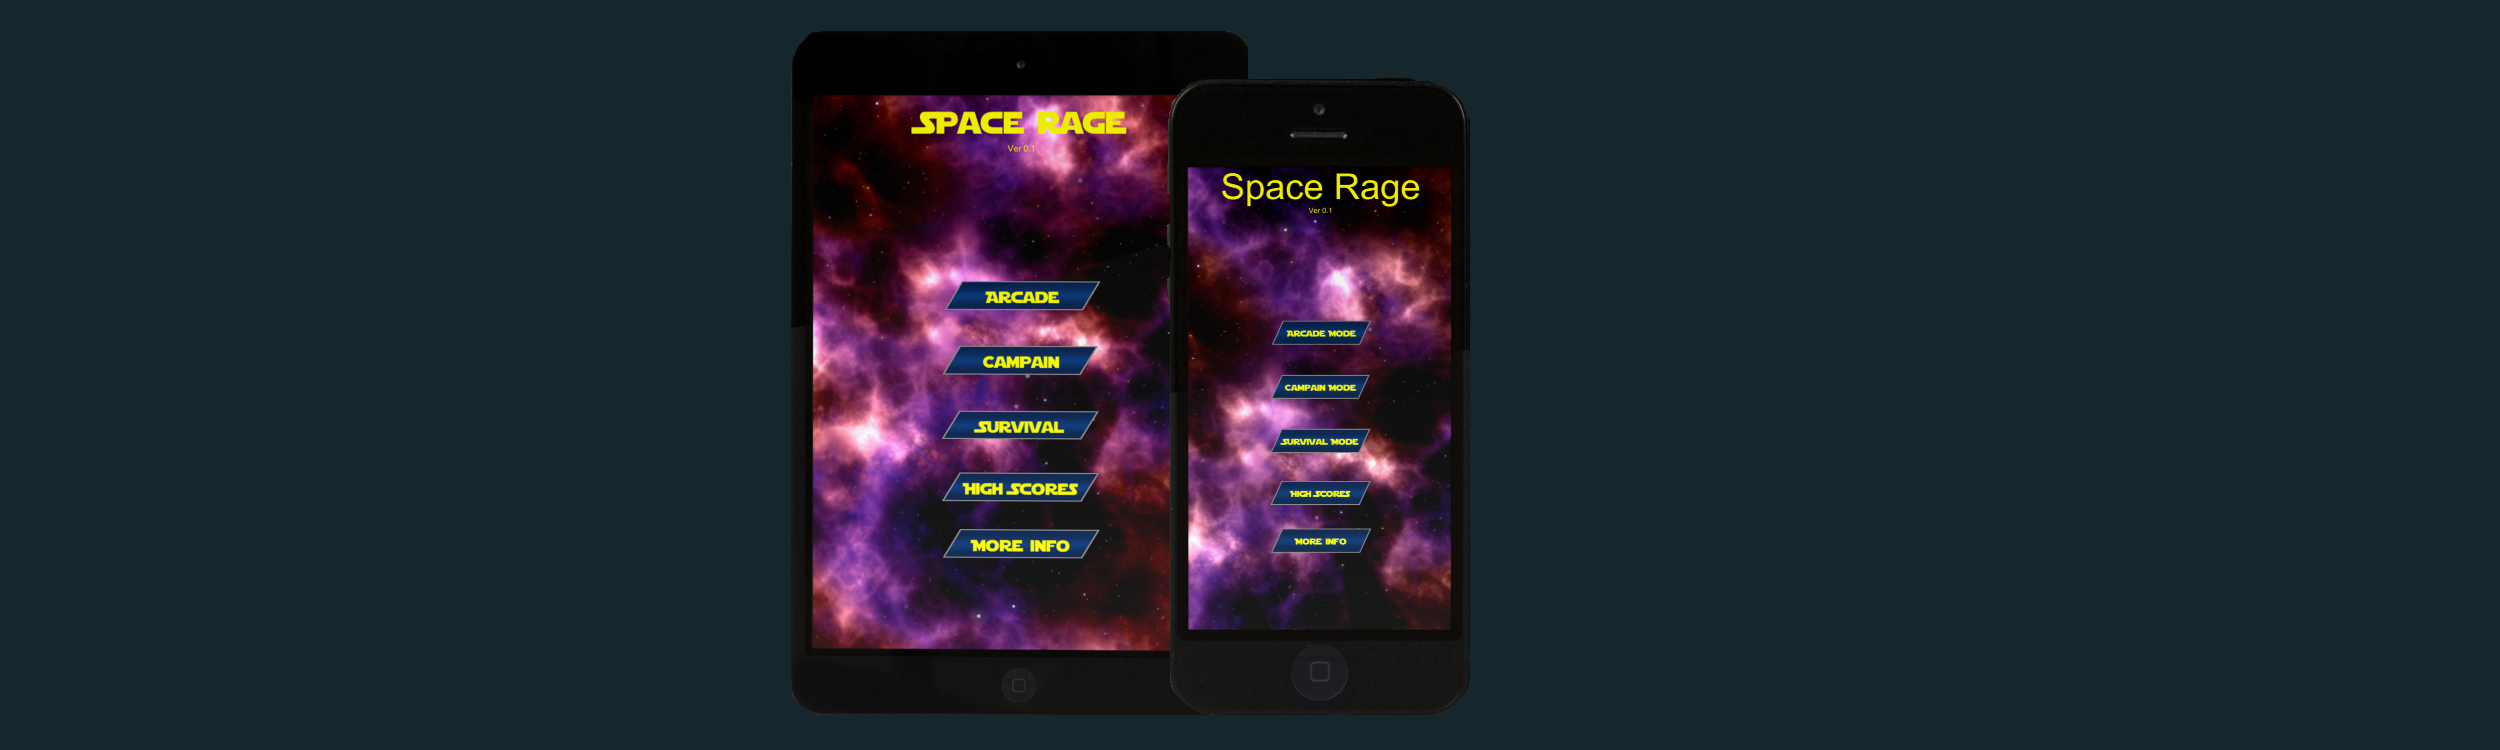 SPACE RAGE
Ver 0.1
ARCADE
CAMPAIN
SURVIVAL
HIGH SCORES
MORE INFO
Space Rage
Ver 0.1
ARCADE MODE
CAMPAIN MODE
SURVIVAL MODE
HIGH SCORES
MORE INFO